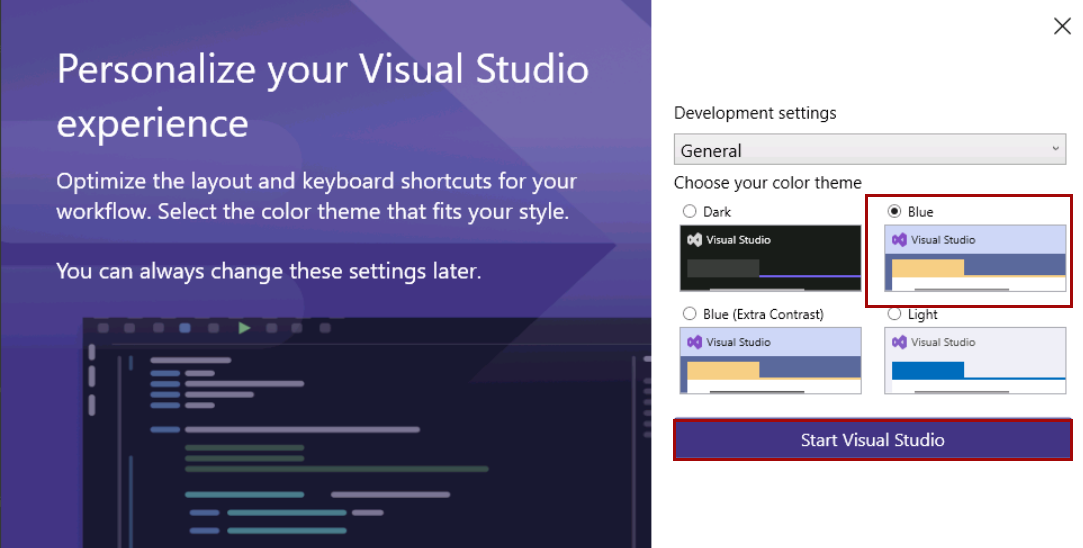 Personalize your Visual Studio
experience
Optimize the layout and keyboard shortcuts for your
workflow. Select the color theme that fits your style.
You can always change these settings later.
Development settings
General
Choose your color theme
Dark
Visual Studio
Blue
Visual Studio
Blue (Extra Contrast)
Visual Studio
Light
Visual Studio
Start Visual Studio